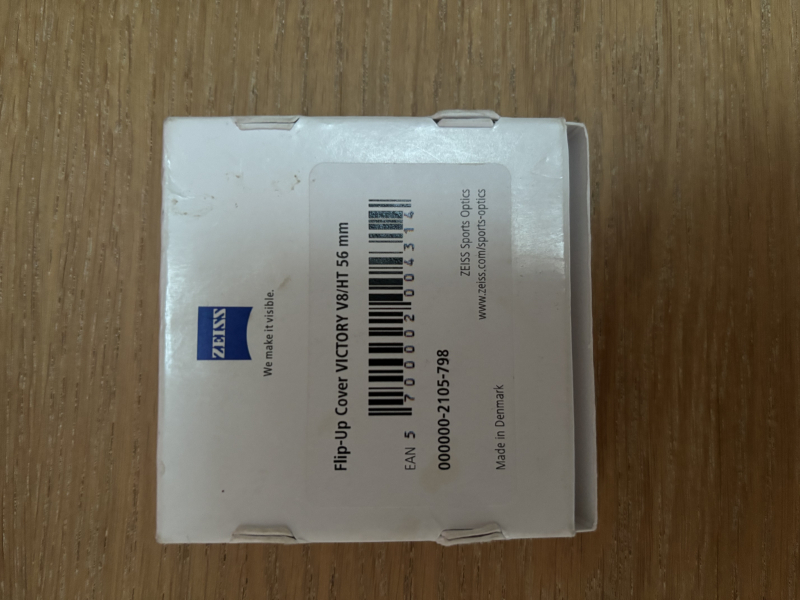 ZEISS
We make it visible.
Flip-Up Cover VICTORY V8/HT 56 mm
EAN 5 700002 004314
000000-2105-798
ZEISS Sports Optics
www.zeiss.com/sports-optics
Made in Denmark